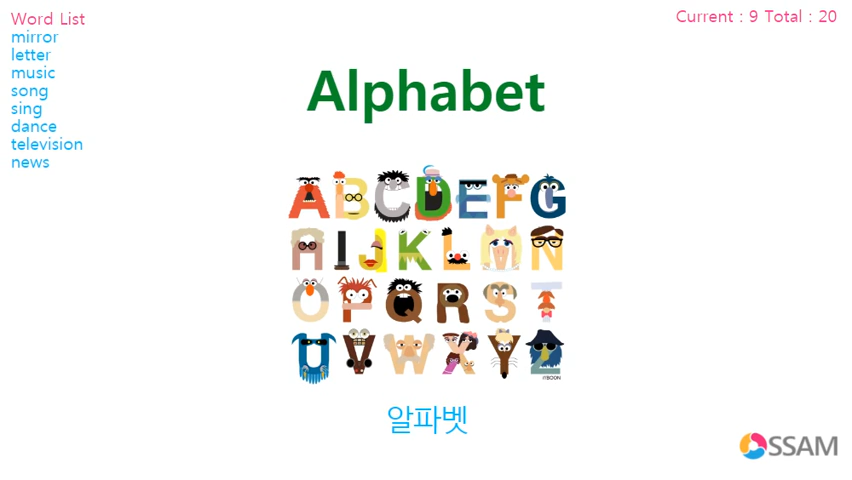 Word List
mirror
letter
music
song
sing
dance
television
news
Current : 9 Total : 20
Alphabet
A B C D E F G
H I J K L M N
O P Q R S T
U V W X Y Z
알파벳
SSAM